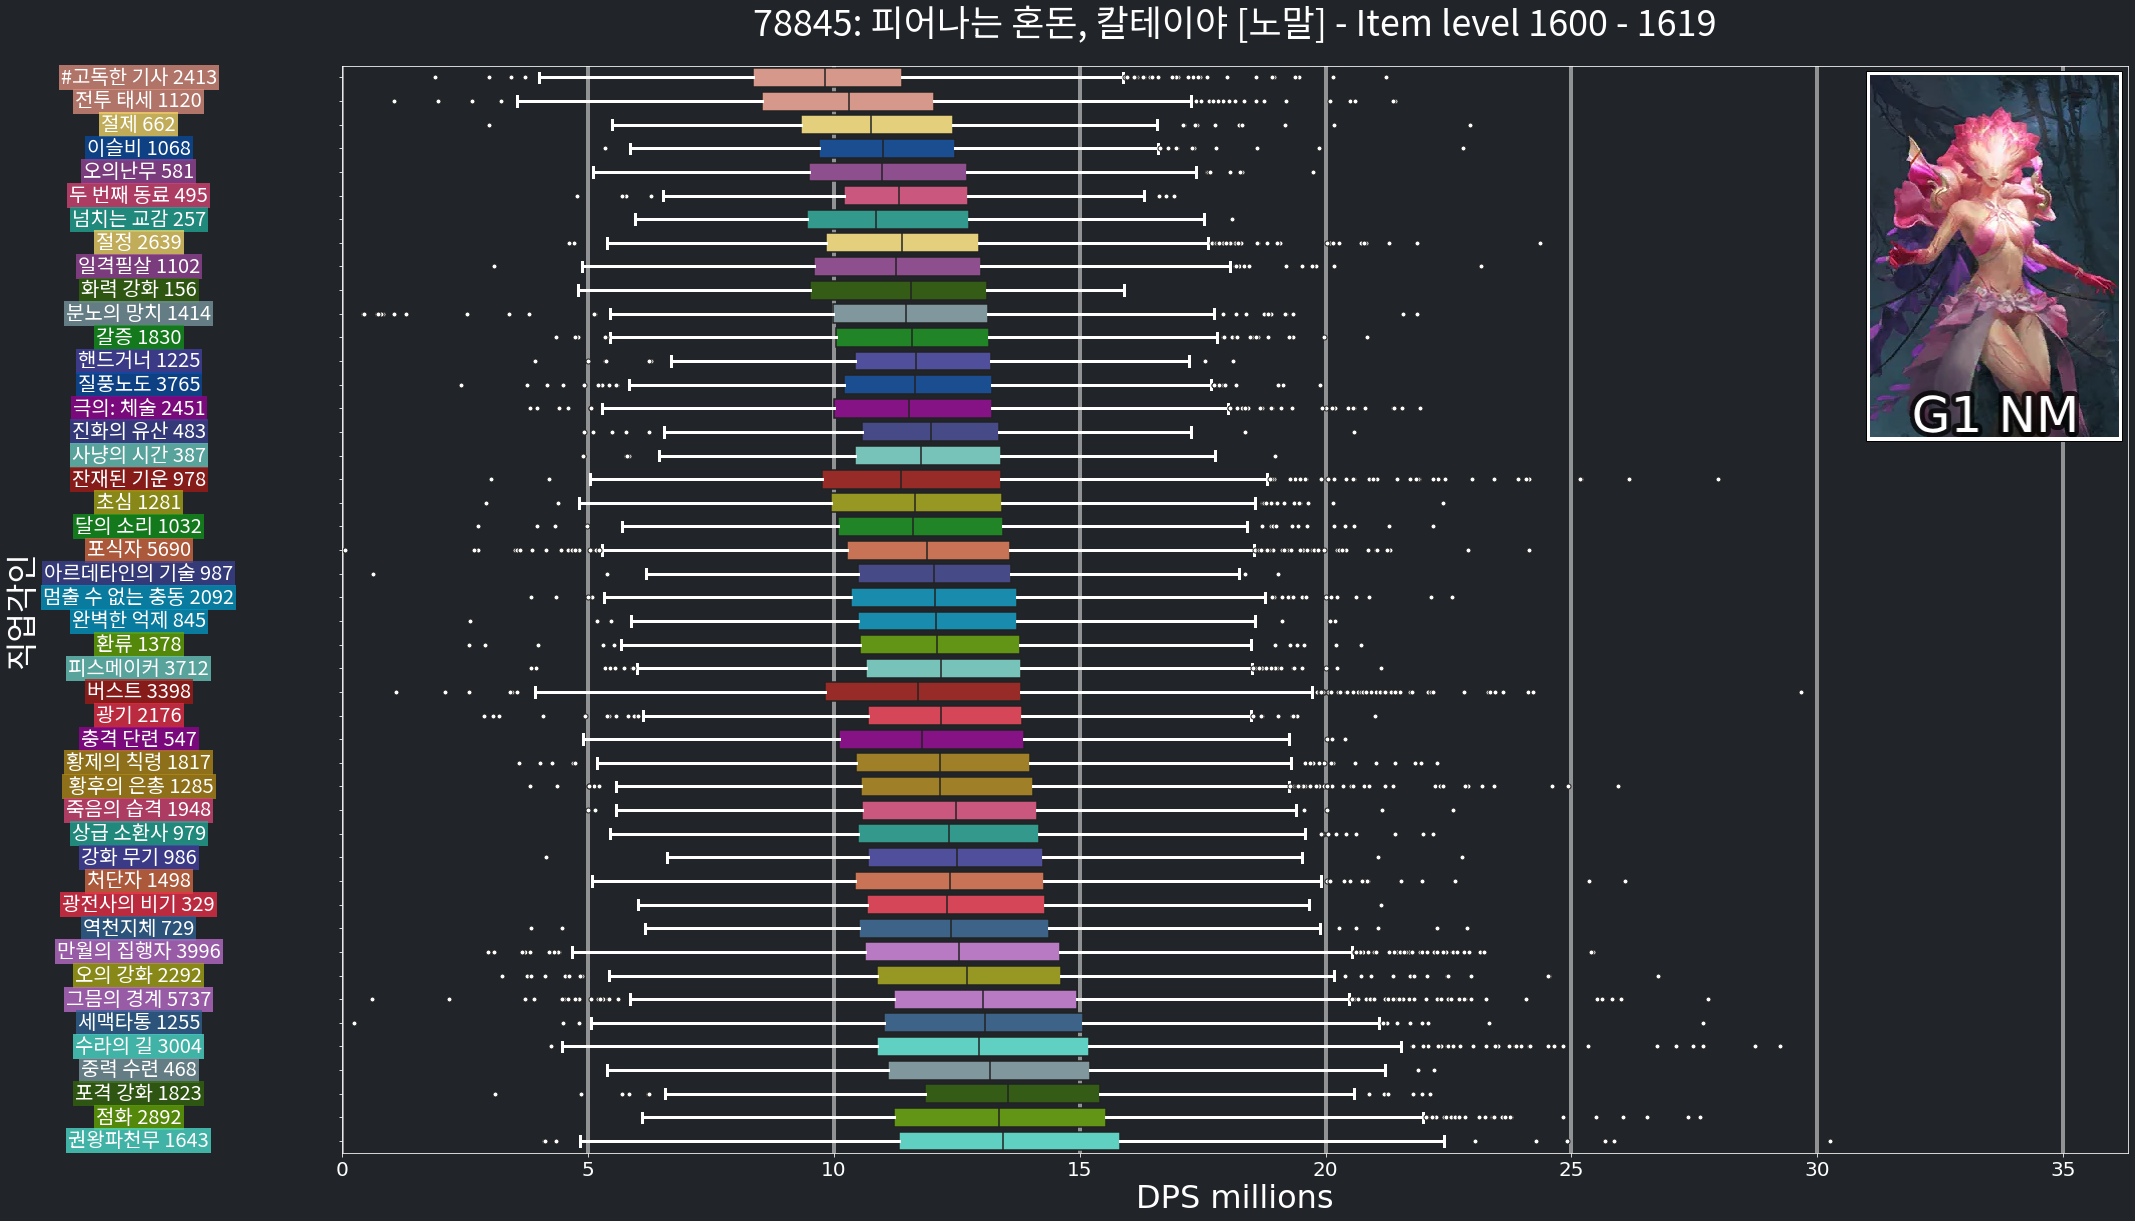 78845: 피어나는 혼돈, 칼테이야 [노말] - Item level 1600 - 1619
직업각인
#고독한 기사 2413
전투 태세 1120
절제 662
이슬비 1068
오의난무 581
두 번째 동료 495
넘치는 교감 257
절정 2639
일격필살 1102
화력 강화 156
분노의 망치 1414
갈증 1830
핸드거너 1225
질풍노도 3765
극의: 체술 2451
진화의 유산 483
사냥의 시간 387
잔재된 기운 978
초심 1281
달의 소리 1032
포식자 5690
아르데타인의 기술 987
멈출 수 없는 충동 2092
완벽한 억제 845
환류 1378
피스메이커 3712
버스트 3398
광기 2176
충격 단련 547
황제의 칙령 1817
황후의 은총 1285
죽음의 습격 1948
상급 소환사 979
강화 무기 986
처단자 1498
광전사의 비기 329
역천지체 729
만월의 집행자 3996
오의 강화 2292
그믐의 경계 5737
세맥타통 1255
수라의 길 3004
중력 수련 468
포격 강화 1823
점화 2892
권왕파천무 1643
G1 NM
0 5 10 15 20 25 30 35
DPS millions